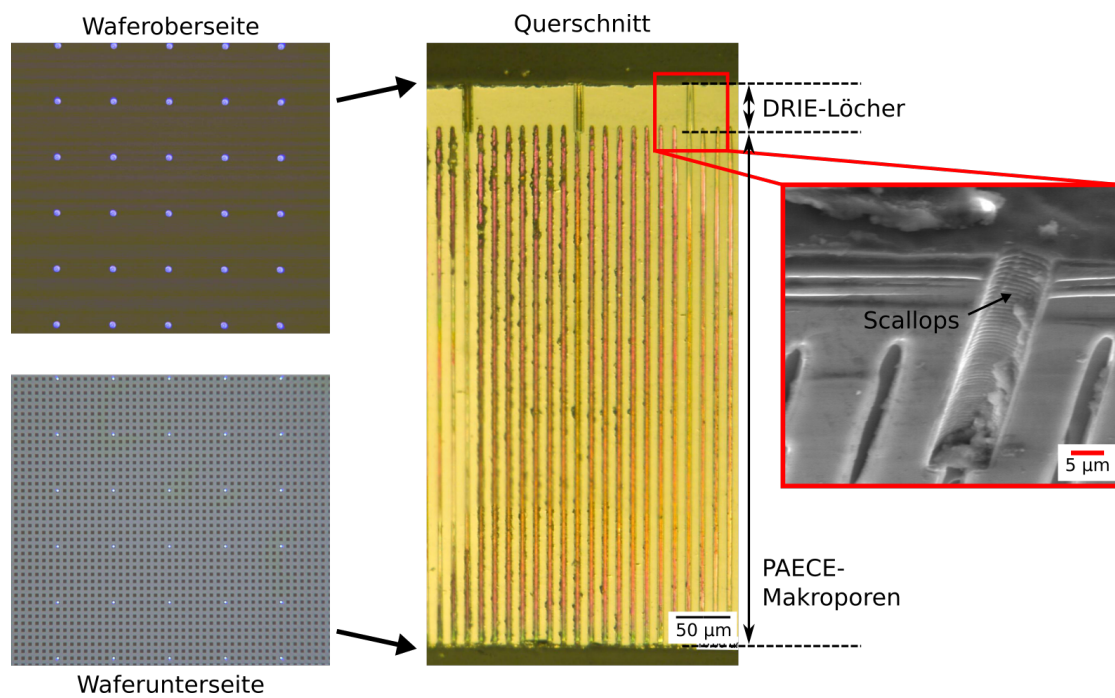 Waferoberseite
Querschnitt
DRIE-Löcher
Scallops
5 µm
PAECE-
Makroporen
50 µm
Waferunterseite